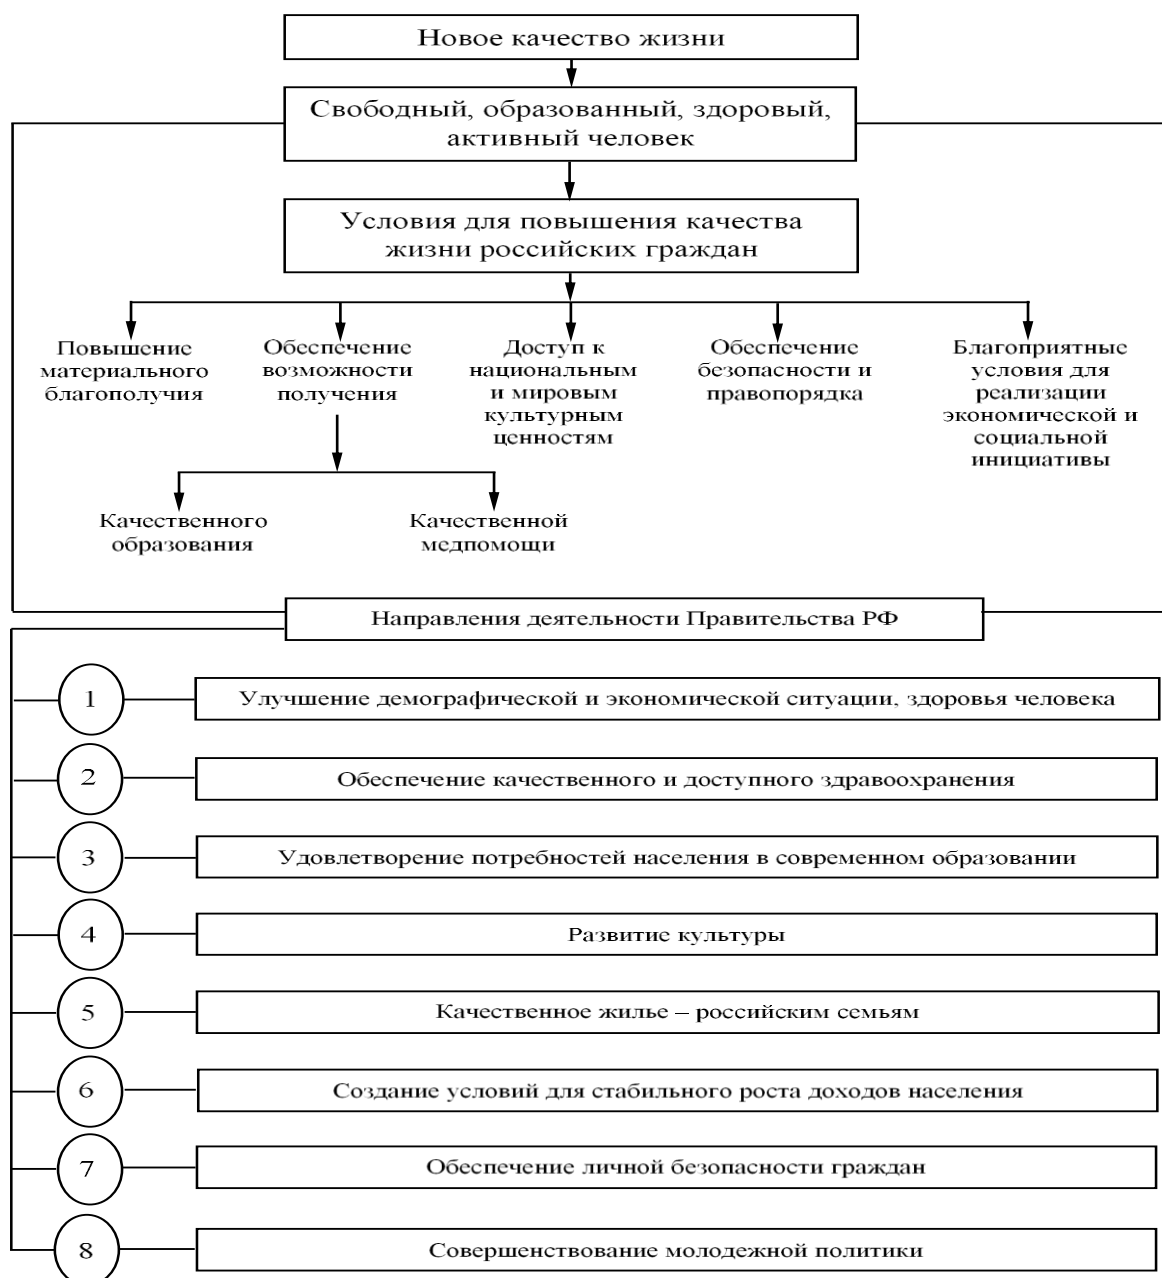 Новое качество жизни
Свободный, образованный, здоровый,
активный человек
Условия для повышения качества
жизни российских граждан
Повышение
материального
благополучия
Обеспечение
возможности
получения
Доступ к
национальным
и мировым
культурным
ценностям
Обеспечение
безопасности и
правопорядка
Благоприятные
условия для
реализации
экономической и
социальной
инициативы
Качественного
образования
Качественной
медпомощи
Направления деятельности Правительства РФ
1 Улучшение демографической и экономической ситуации, здоровья человека
2 Обеспечение качественного и доступного здравоохранения
3 Удовлетворение потребностей населения в современном образовании
4 Развитие культуры
5 Качественное жилье – российским семьям
6 Создание условий для стабильного роста доходов населения
7 Обеспечение личной безопасности граждан
8 Совершенствование молодежной политики